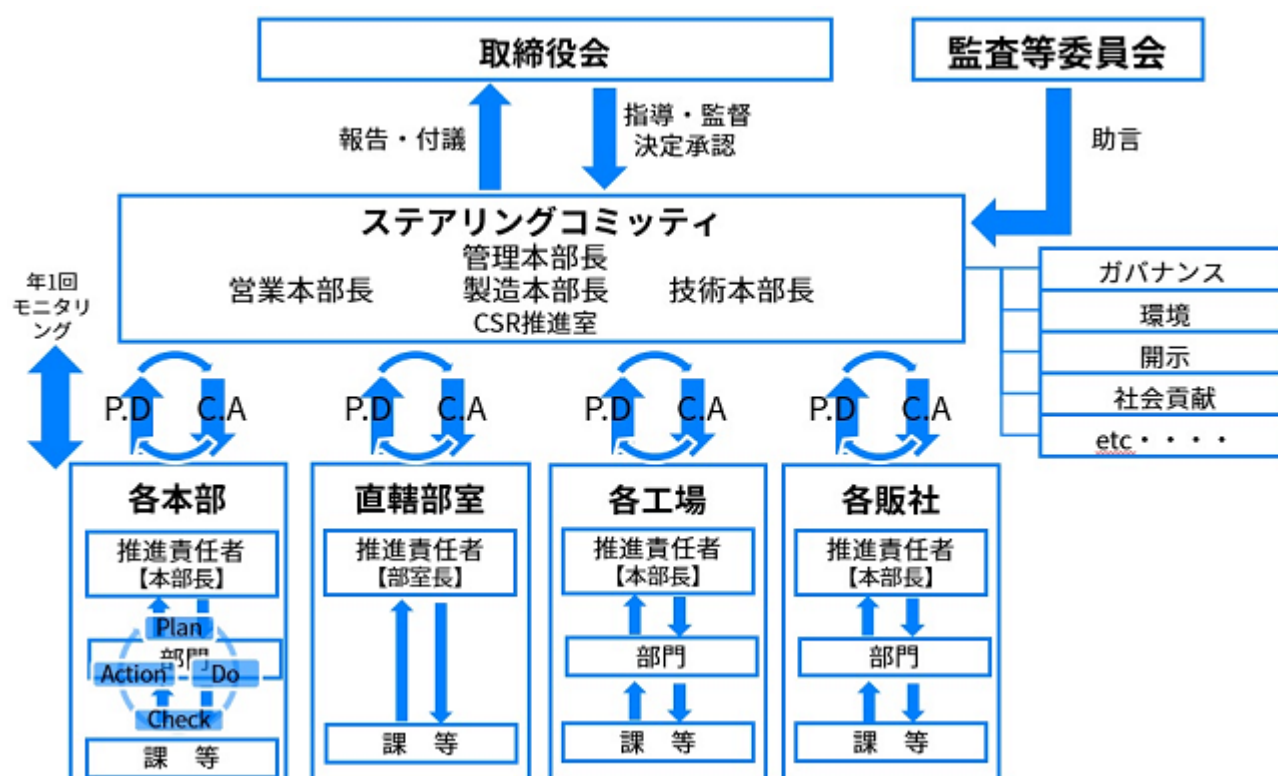 取締役会
監査等委員会
報告・付議
指導・監督
決定承認
助言
ステアリングコミッティ
管理本部長
営業本部長 製造本部長 技術本部長
CSR推進室
年1回
モニタリ
ング
ガバナンス
環境
開示
社会貢献
etc・・・・
P.D C.A
P.D C.A
P.D C.A
P.D C.A
各本部
推進責任者
【本部長】
Plan
部門
Action Do
Check
課 等
直轄部室
推進責任者
【部室長】
課 等
各工場
推進責任者
【本部長】
部門
課 等
各販社
推進責任者
【本部長】
部門
課 等